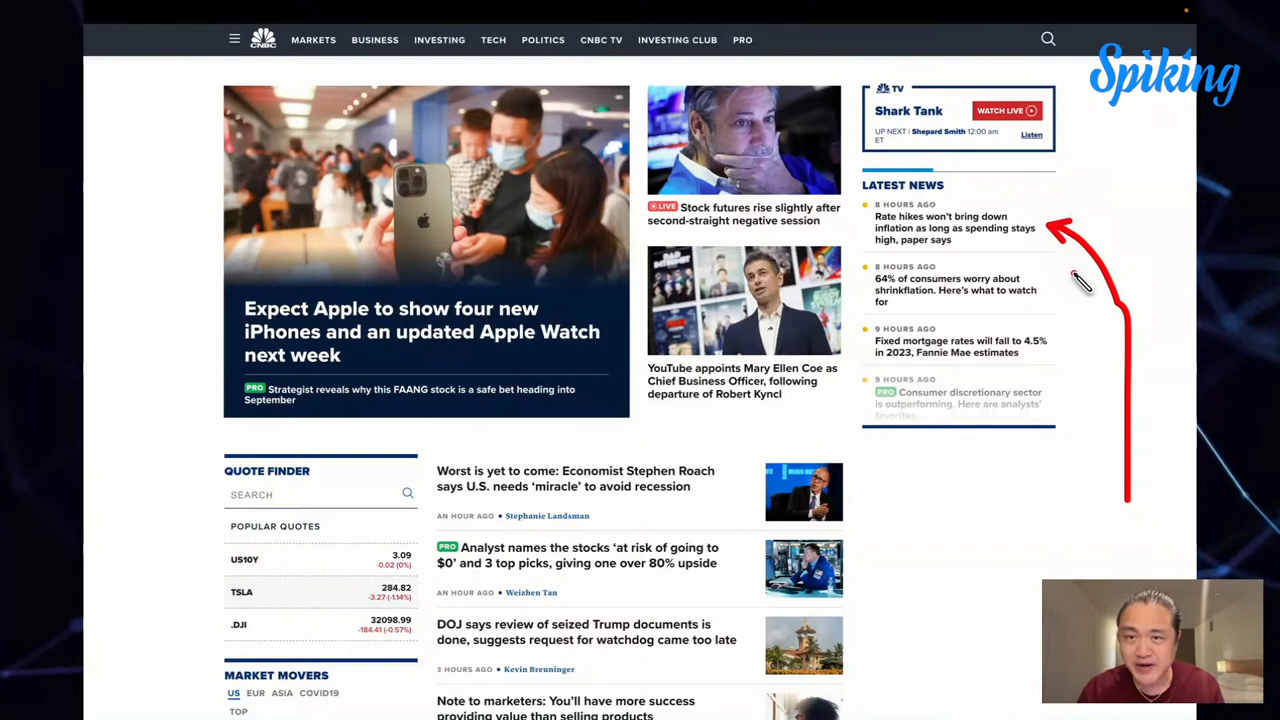 CNBC
MARKETS
BUSINESS
INVESTING
TECH
POLITICS
CNBC TV
INVESTING CLUB
PRO
Spiking
Expect Apple to show four new
iPhones and an updated Apple Watch
next week
PRO Strategist reveals why this FAANG stock is a safe bet heading into
September
LIVE Stock futures rise slightly after
second-straight negative session
YouTube appoints Mary Ellen Coe as
Chief Business Officer, following
departure of Robert Kyncl
TV
Shark Tank
WATCH LIVE
UP NEXT | Shepard Smith 12:00 am
ET
Listen
LATEST NEWS
8 HOURS AGO
Rate hikes won't bring down
inflation as long as spending stays
high, paper says
8 HOURS AGO
64% of consumers worry about
shrinkflation. Here's what to watch
for
9 HOURS AGO
Fixed mortgage rates will fall to 4.5%
in 2023, Fannie Mae estimates
9 HOURS AGO
PRO Consumer discretionary sector
is outperforming. Here are analysts'
favorites.
QUOTE FINDER
SEARCH
POPULAR QUOTES
US10Y 3.09
-0.02 (0%)
TSLA 284.82
-3.27 (-1.14%)
.DJI 32098.99
-184.41 (-0.57%)
MARKET MOVERS
US EUR ASIA COVID19
TOP
Worst is yet to come: Economist Stephen Roach
says U.S. needs 'miracle' to avoid recession
AN HOUR AGO • Stephanie Landsman
PRO Analyst names the stocks 'at risk of going to
$0' and 3 top picks, giving one over 80% upside
AN HOUR AGO • Weizhen Tan
DOJ says review of seized Trump documents is
done, suggests request for watchdog came too late
3 HOURS AGO • Kevin Breuninger
Note to marketers: You'll have more success
providing value than selling products